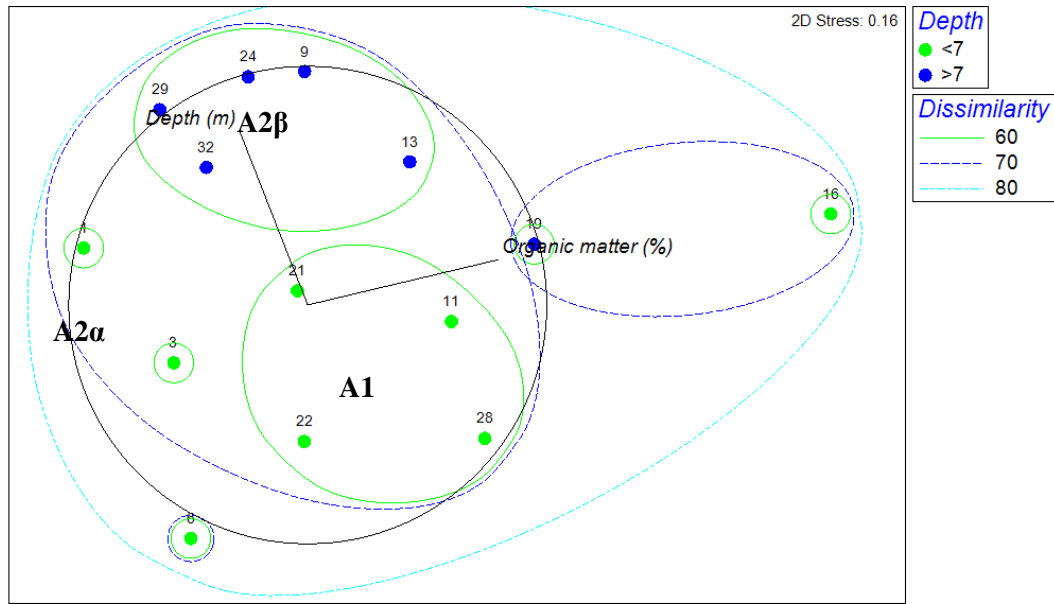 2D Stress: 0.16
Depth
<7
>7
Dissimilarity
60
70
80
24
9
29
Depth (m)
A2β
32
13
16
1
19
Organic matter (%)
21
11
A2α
3
A1
22
28
6